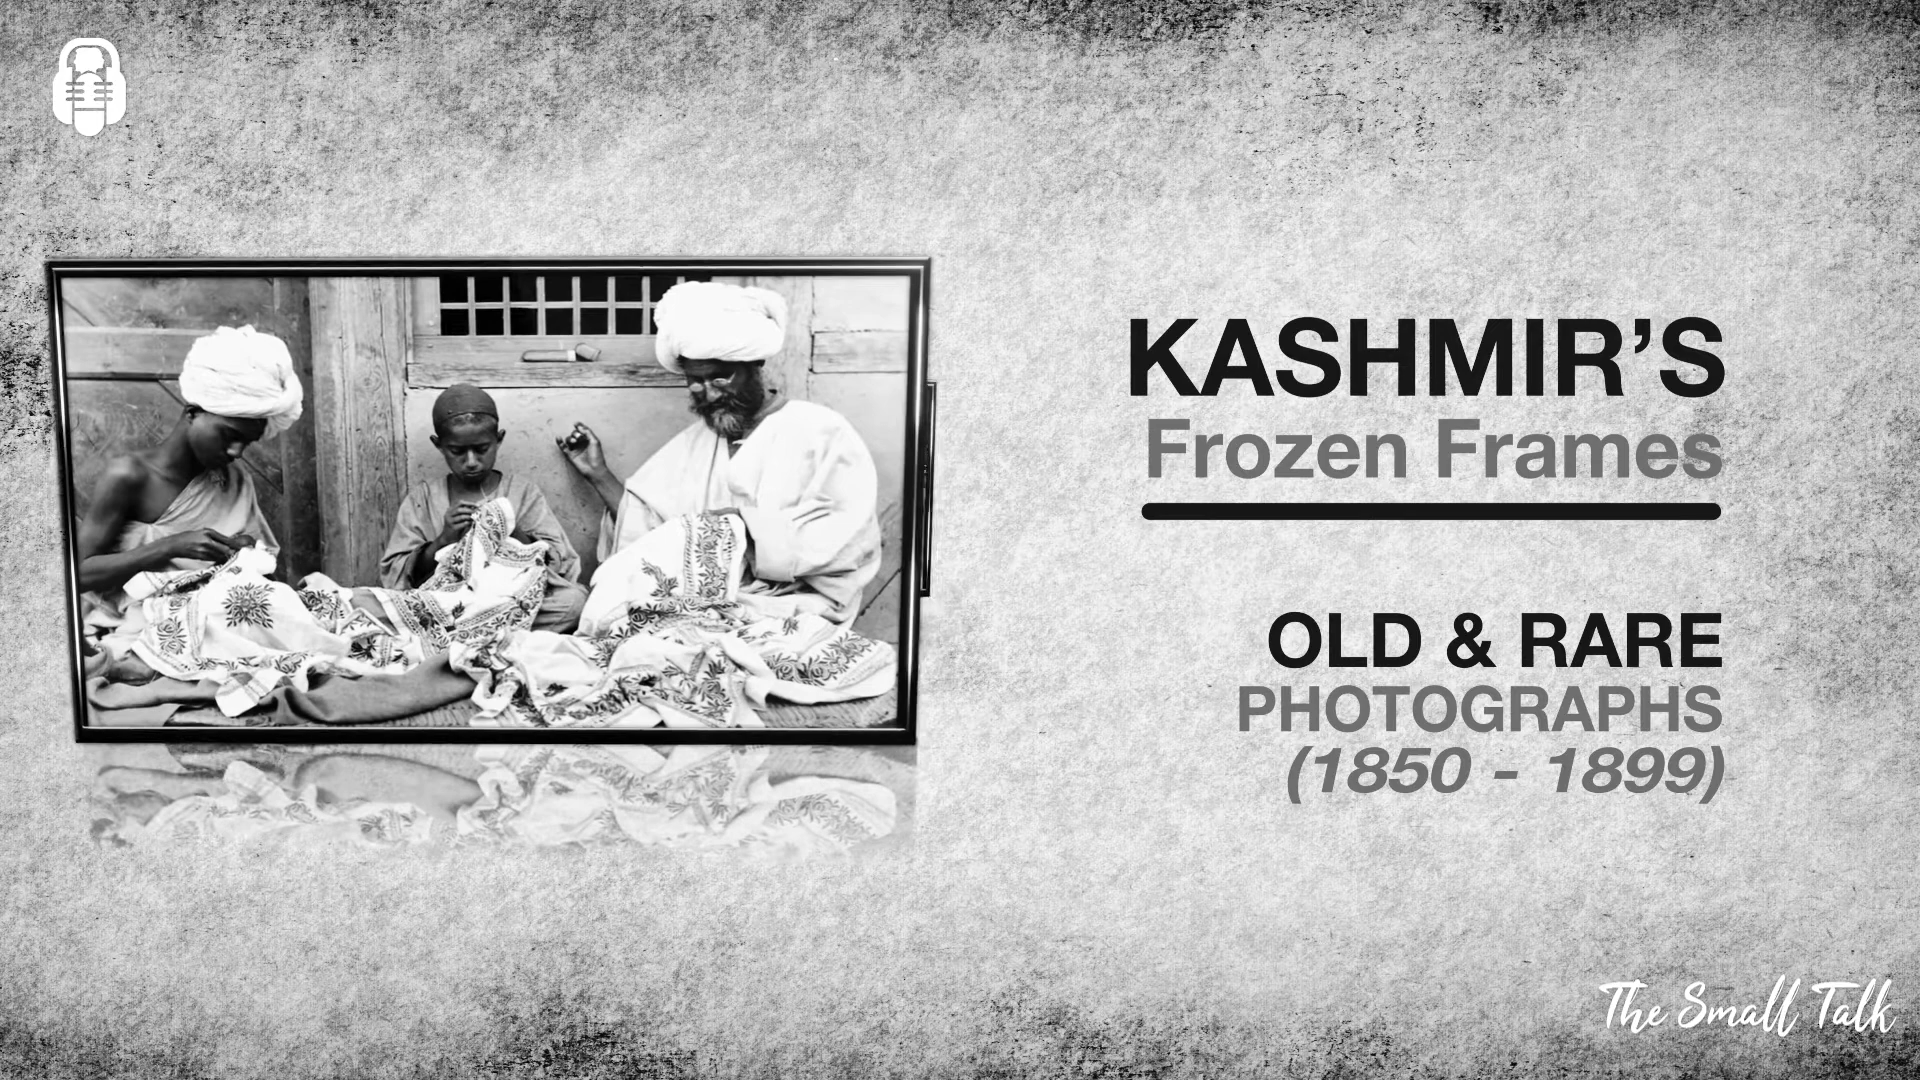 KASHMIR’S
Frozen Frames
OLD & RARE
PHOTOGRAPHS
(1850 - 1899)
The Small Talk